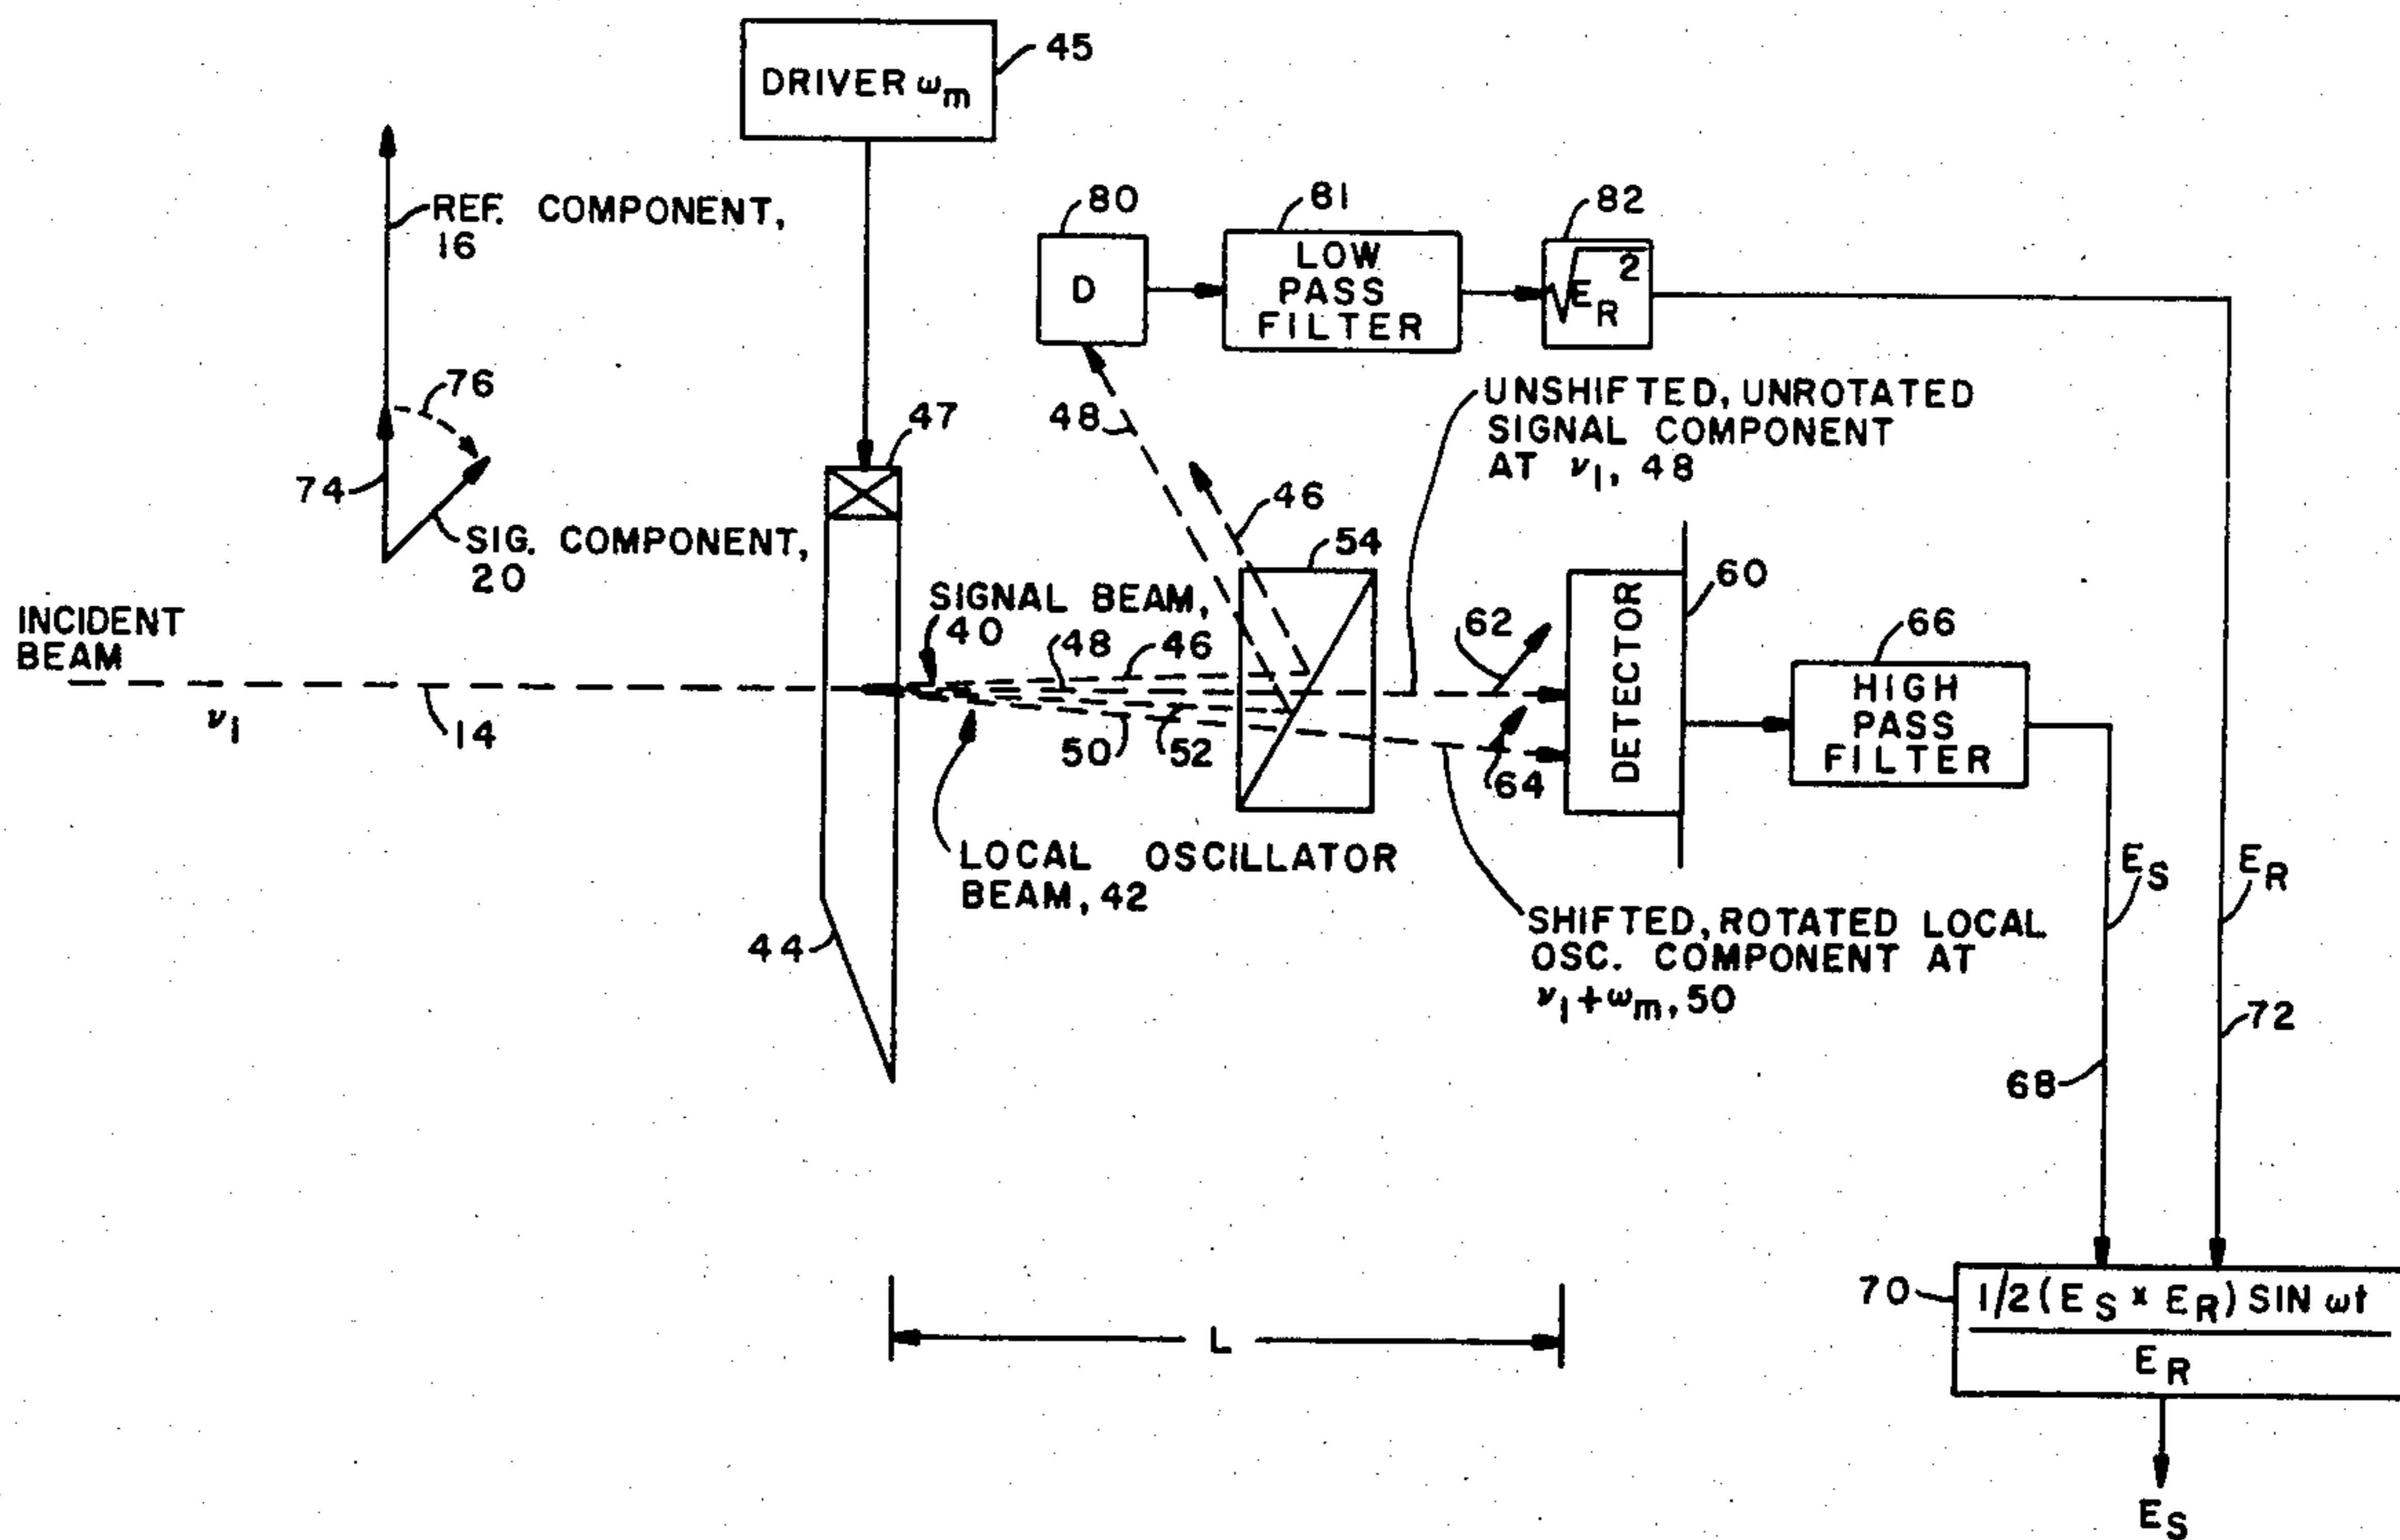 DRIVER ωm
45
REF. COMPONENT,
16
76
74
SIG. COMPONENT,
20
INCIDENT
BEAM
ν1
14
47
44
80
D
81
LOW
PASS
FILTER
82
√ER2
48
46
54
UNSHIFTED, UNROTATED
SIGNAL COMPONENT
AT ν1, 48
SIGNAL BEAM,
40
48
46
50
52
LOCAL OSCILLATOR
BEAM, 42
62
64
DETECTOR
60
66
HIGH
PASS
FILTER
SHIFTED, ROTATED LOCAL
OSC. COMPONENT AT
ν1+ωm, 50
ES
ER
72
68
L
70
1/2 (ES x ER) SIN ωt
ER
ES